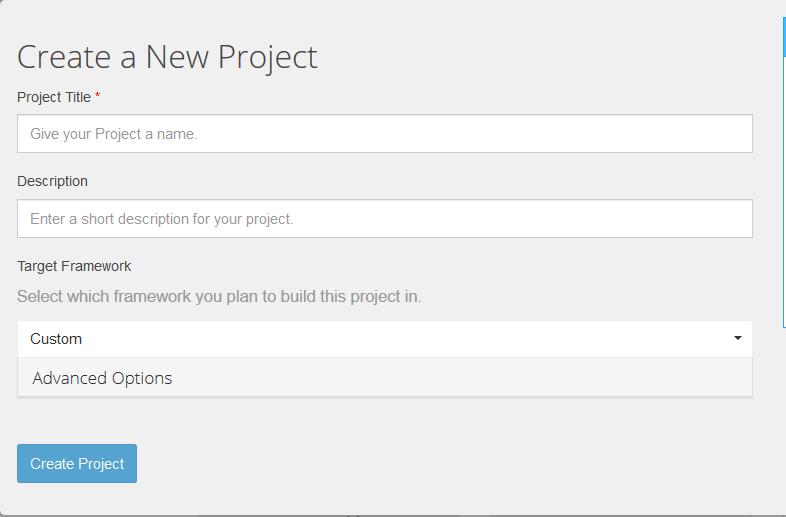 Create a New Project
Project Title *
Give your Project a name.
Description
Enter a short description for your project.
Target Framework
Select which framework you plan to build this project in.
Custom
Advanced Options
Create Project